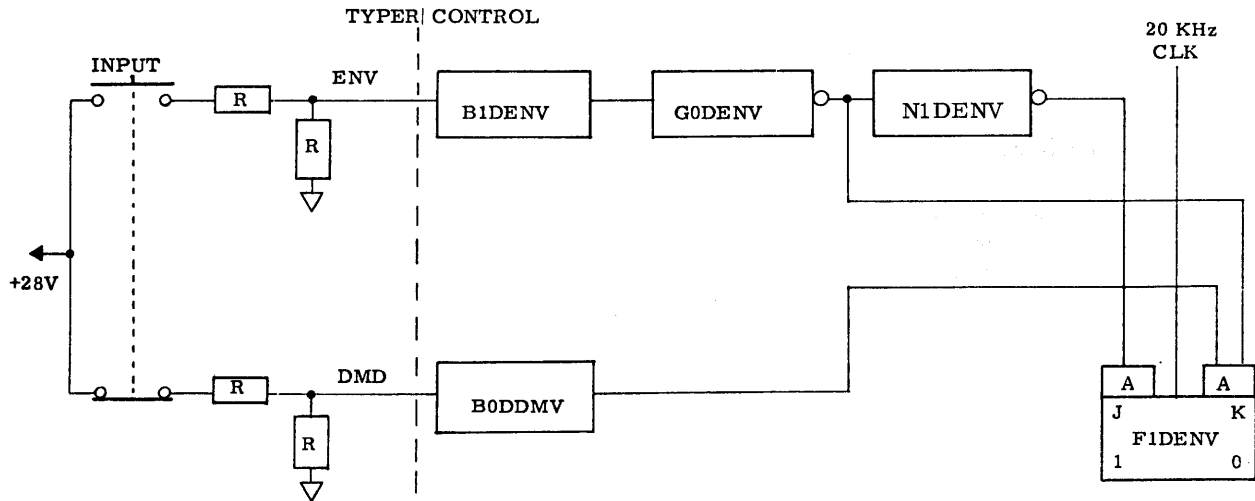 TYPER CONTROL
20 KHz
CLK
INPUT
R
ENV
B1DENV
G0DENV
N1DENV
R
+28V
R
DMD
B0DDMV
R
A
A
J
K
F1DENV
1
0